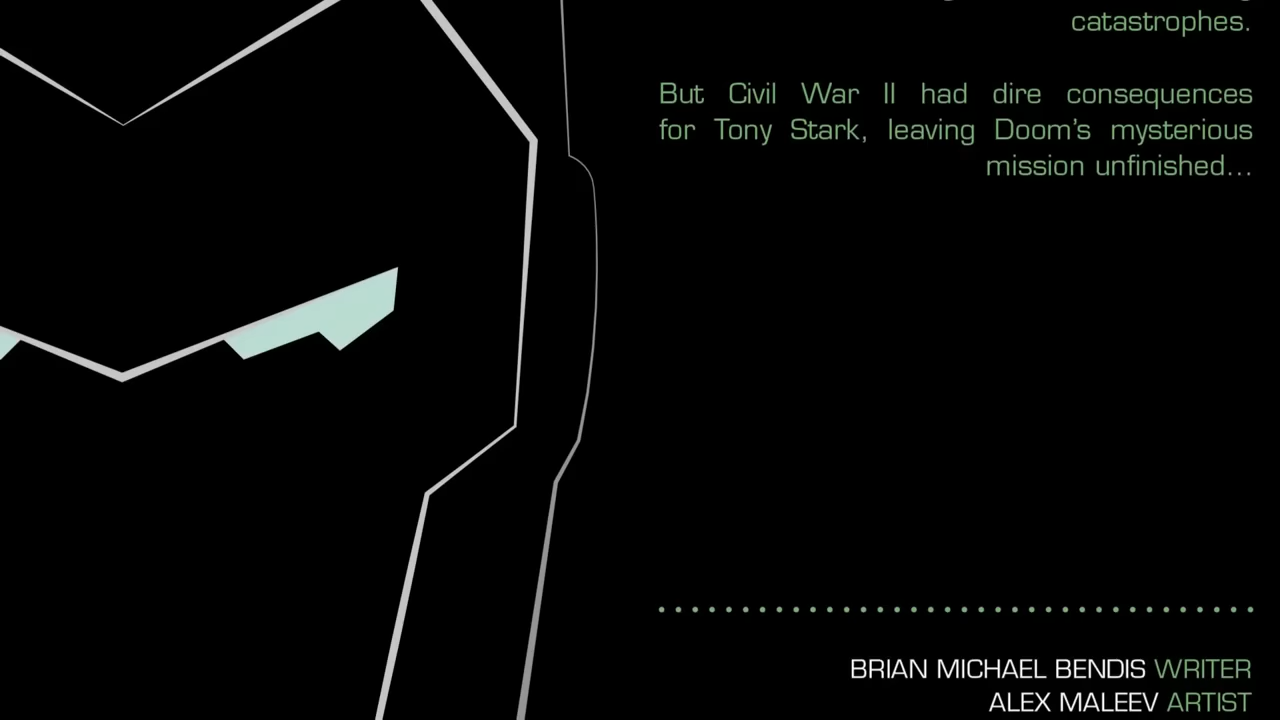 catastrophes.
But Civil War II had dire consequences
for Tony Stark, leaving Doom's mysterious
mission unfinished...
BRIAN MICHAEL BENDIS WRITER
ALEX MALEEV ARTIST